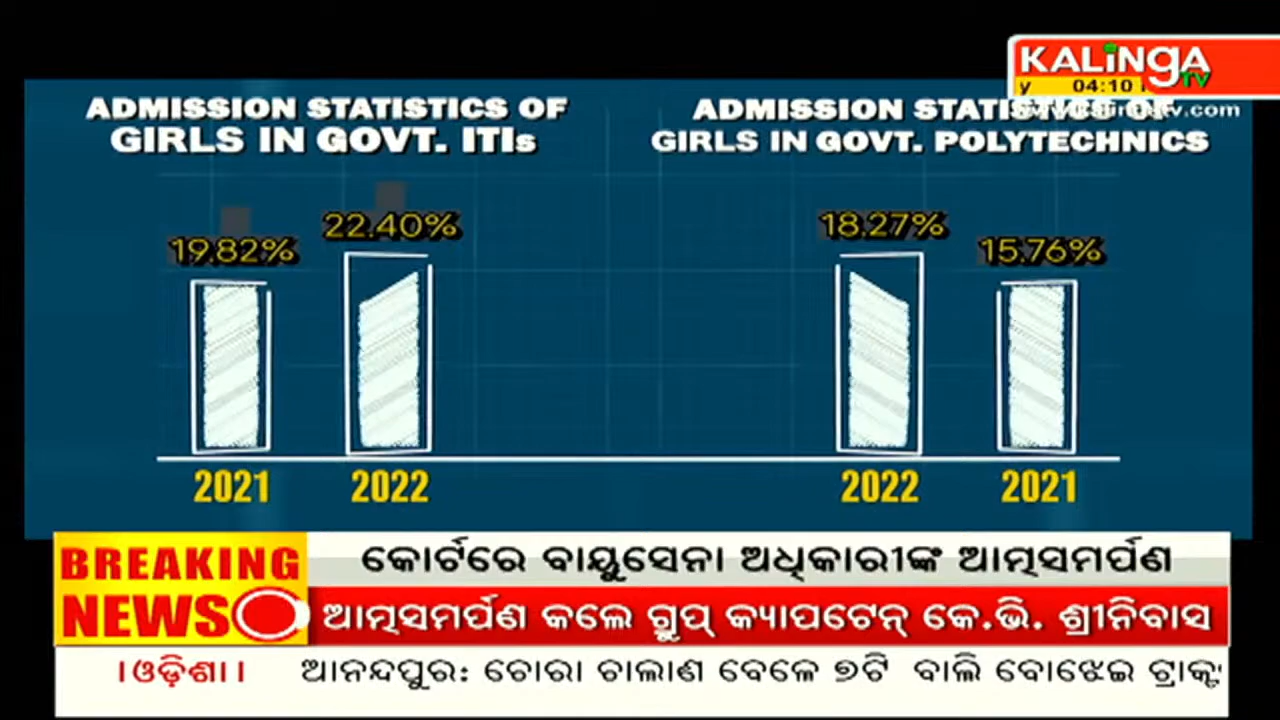 KALINGA TV
y 04:10
ADMISSION STATISTICS OF
GIRLS IN GOVT. ITIs
ADMISSION
GIRLS IN GOVT. POLYTECHNICS
19.82%
22.40%
18.27%
15.76%
2021
2022
2022
2021
BREAKING
NEWS
କୋର୍ଟରେ ବାୟୁସେନା ଅଧିକାରୀଙ୍କ ଆତ୍ମସମର୍ପଣ
ଆତ୍ମସମର୍ପଣ କଲେ ଗ୍ରୁପ୍ କ୍ୟାପଟେନ୍ କେ.ଭି. ଶ୍ରୀନିବାସ
।ଓଡ଼ିଶା।
ଆନନ୍ଦପୁର: ଚୋରା ଚାଲାଣ ବେଳେ ୭ଟି ବାଲି ବୋଝେଇ